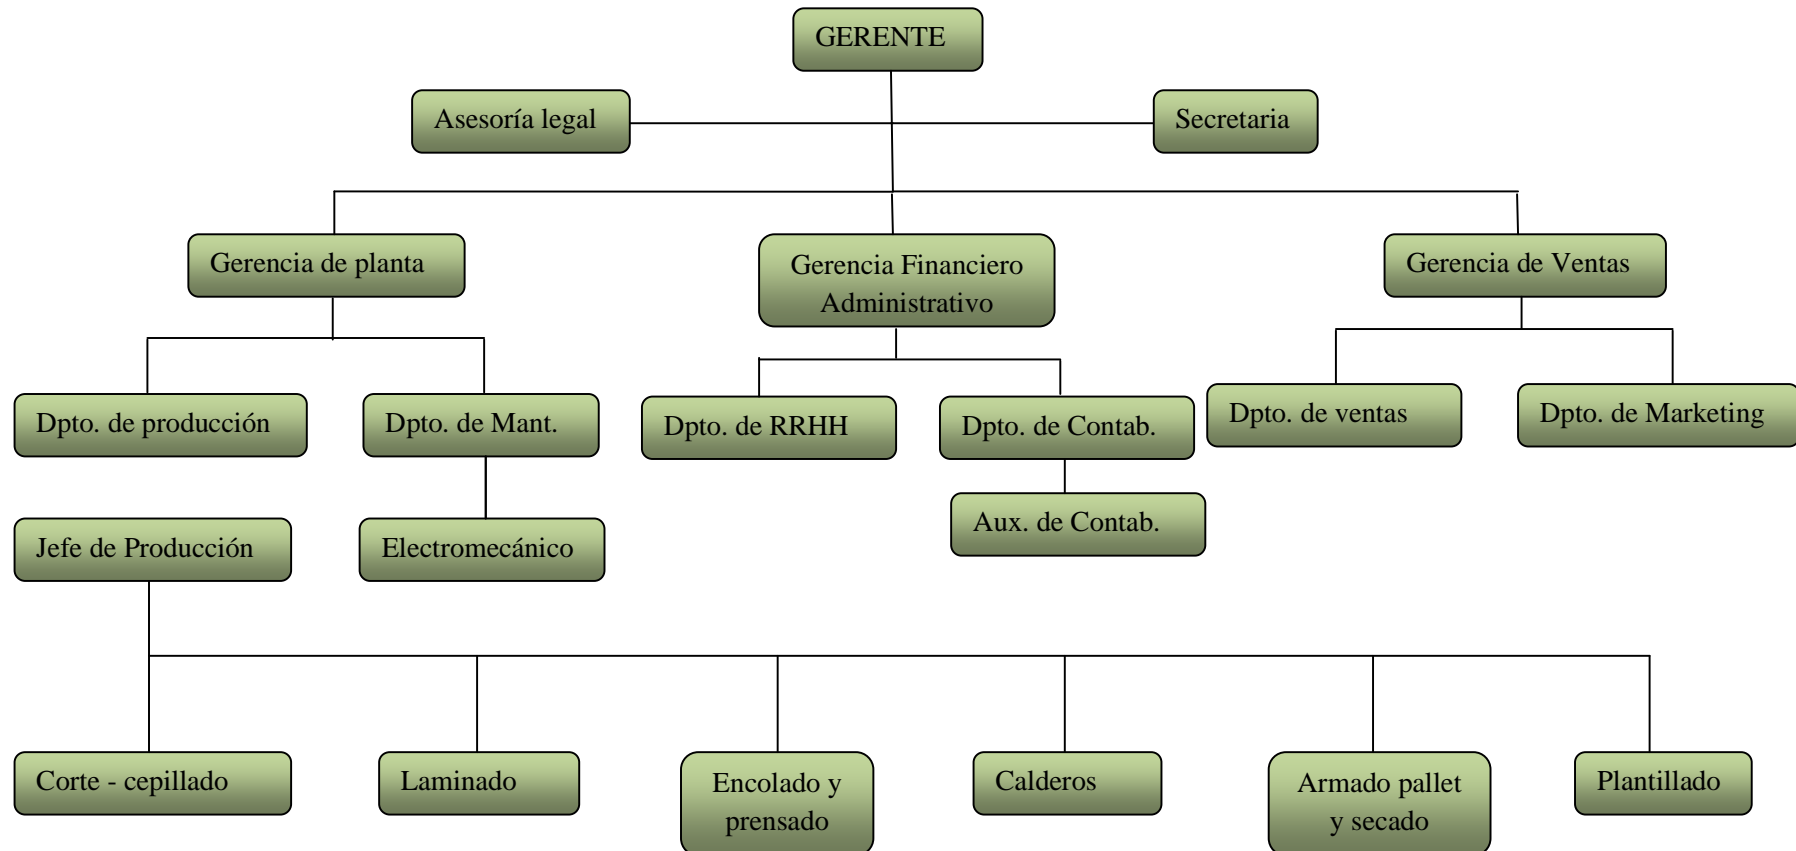 GERENTE
Asesoría legal
Secretaria
Gerencia de planta
Gerencia Financiero
Administrativo
Gerencia de Ventas
Dpto. de producción
Dpto. de Mant.
Dpto. de RRHH
Dpto. de Contab.
Dpto. de ventas
Dpto. de Marketing
Jefe de Producción
Electromecánico
Aux. de Contab.
Corte - cepillado
Laminado
Encolado y
prensado
Calderos
Armado pallet
y secado
Plantillado